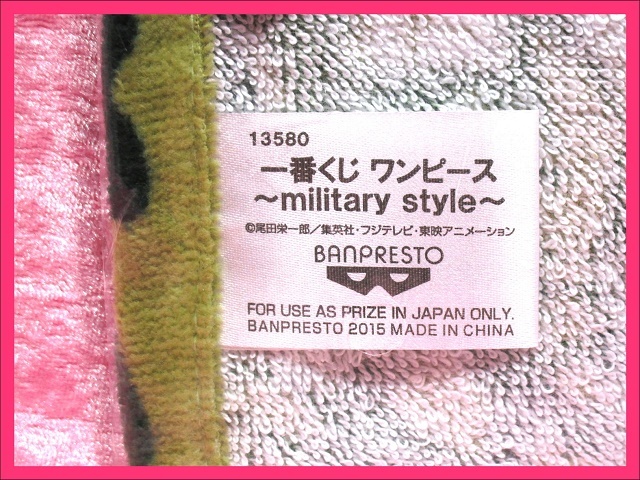 13580
一番くじ ワンピース
～military style～
©尾田栄一郎／集英社・フジテレビ・東映アニメーション
BANPRESTO
FOR USE AS PRIZE IN JAPAN ONLY.
BANPRESTO 2015 MADE IN CHINA